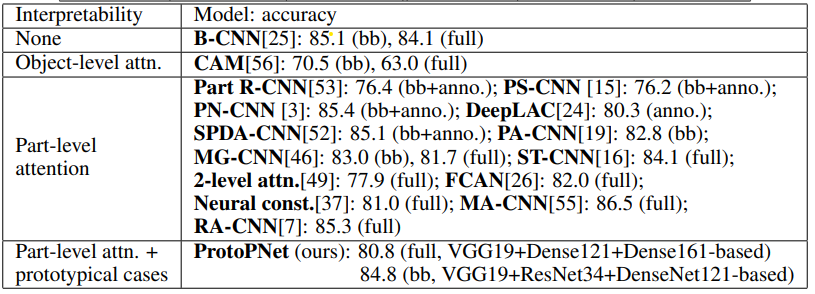 Interpretability Model: accuracy
None B-CNN[25]: 85.1 (bb), 84.1 (full)
Object-level attn. CAM[56]: 70.5 (bb), 63.0 (full)
Part-level attention Part R-CNN[53]: 76.4 (bb+anno.); PS-CNN [15]: 76.2 (bb+anno.);
PN-CNN [3]: 85.4 (bb+anno.); DeepLAC[24]: 80.3 (anno.);
SPDA-CNN[52]: 85.1 (bb+anno.); PA-CNN[19]: 82.8 (bb);
MG-CNN[46]: 83.0 (bb), 81.7 (full); ST-CNN[16]: 84.1 (full);
2-level attn.[49]: 77.9 (full); FCAN[26]: 82.0 (full);
Neural const.[37]: 81.0 (full); MA-CNN[55]: 86.5 (full);
RA-CNN[7]: 85.3 (full)
Part-level attn. + ProtoPNet (ours): 80.8 (full, VGG19+Dense121+Dense161-based)
prototypical cases 84.8 (bb, VGG19+ResNet34+DenseNet121-based)